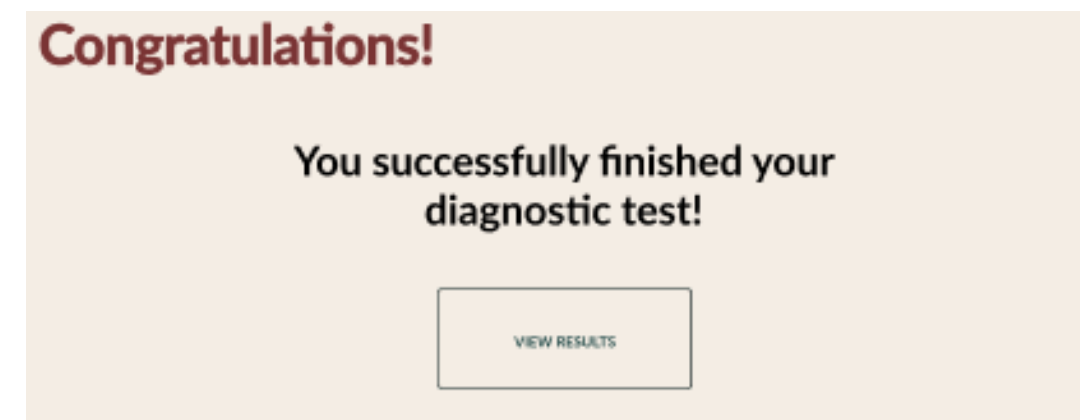 Congratulations!
You successfully finished your
diagnostic test!
VIEW RESULTS